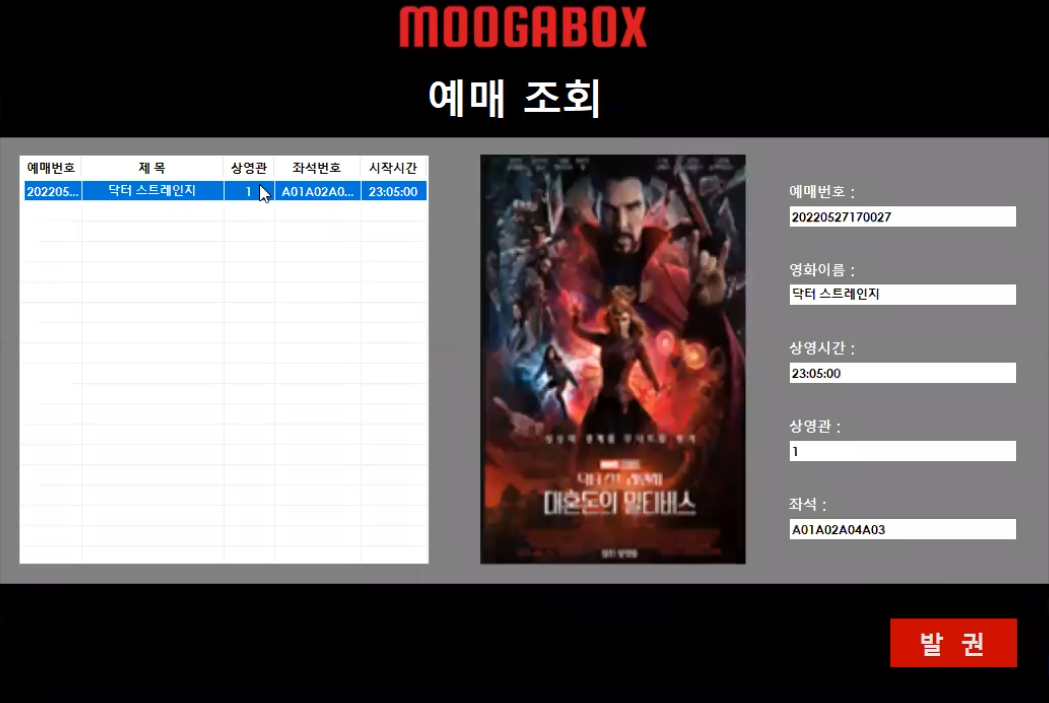 MOOGABOX
예매 조회
예매번호 제 목 상영관 좌석번호 시작시간
202205... 닥터 스트레인지 1 A01A02A0... 23:05:00
대혼돈의 멀티버스
예매번호 :
20220527170027
영화이름 :
닥터 스트레인지
상영시간 :
23:05:00
상영관 :
1
좌석 :
A01A02A04A03
발 권